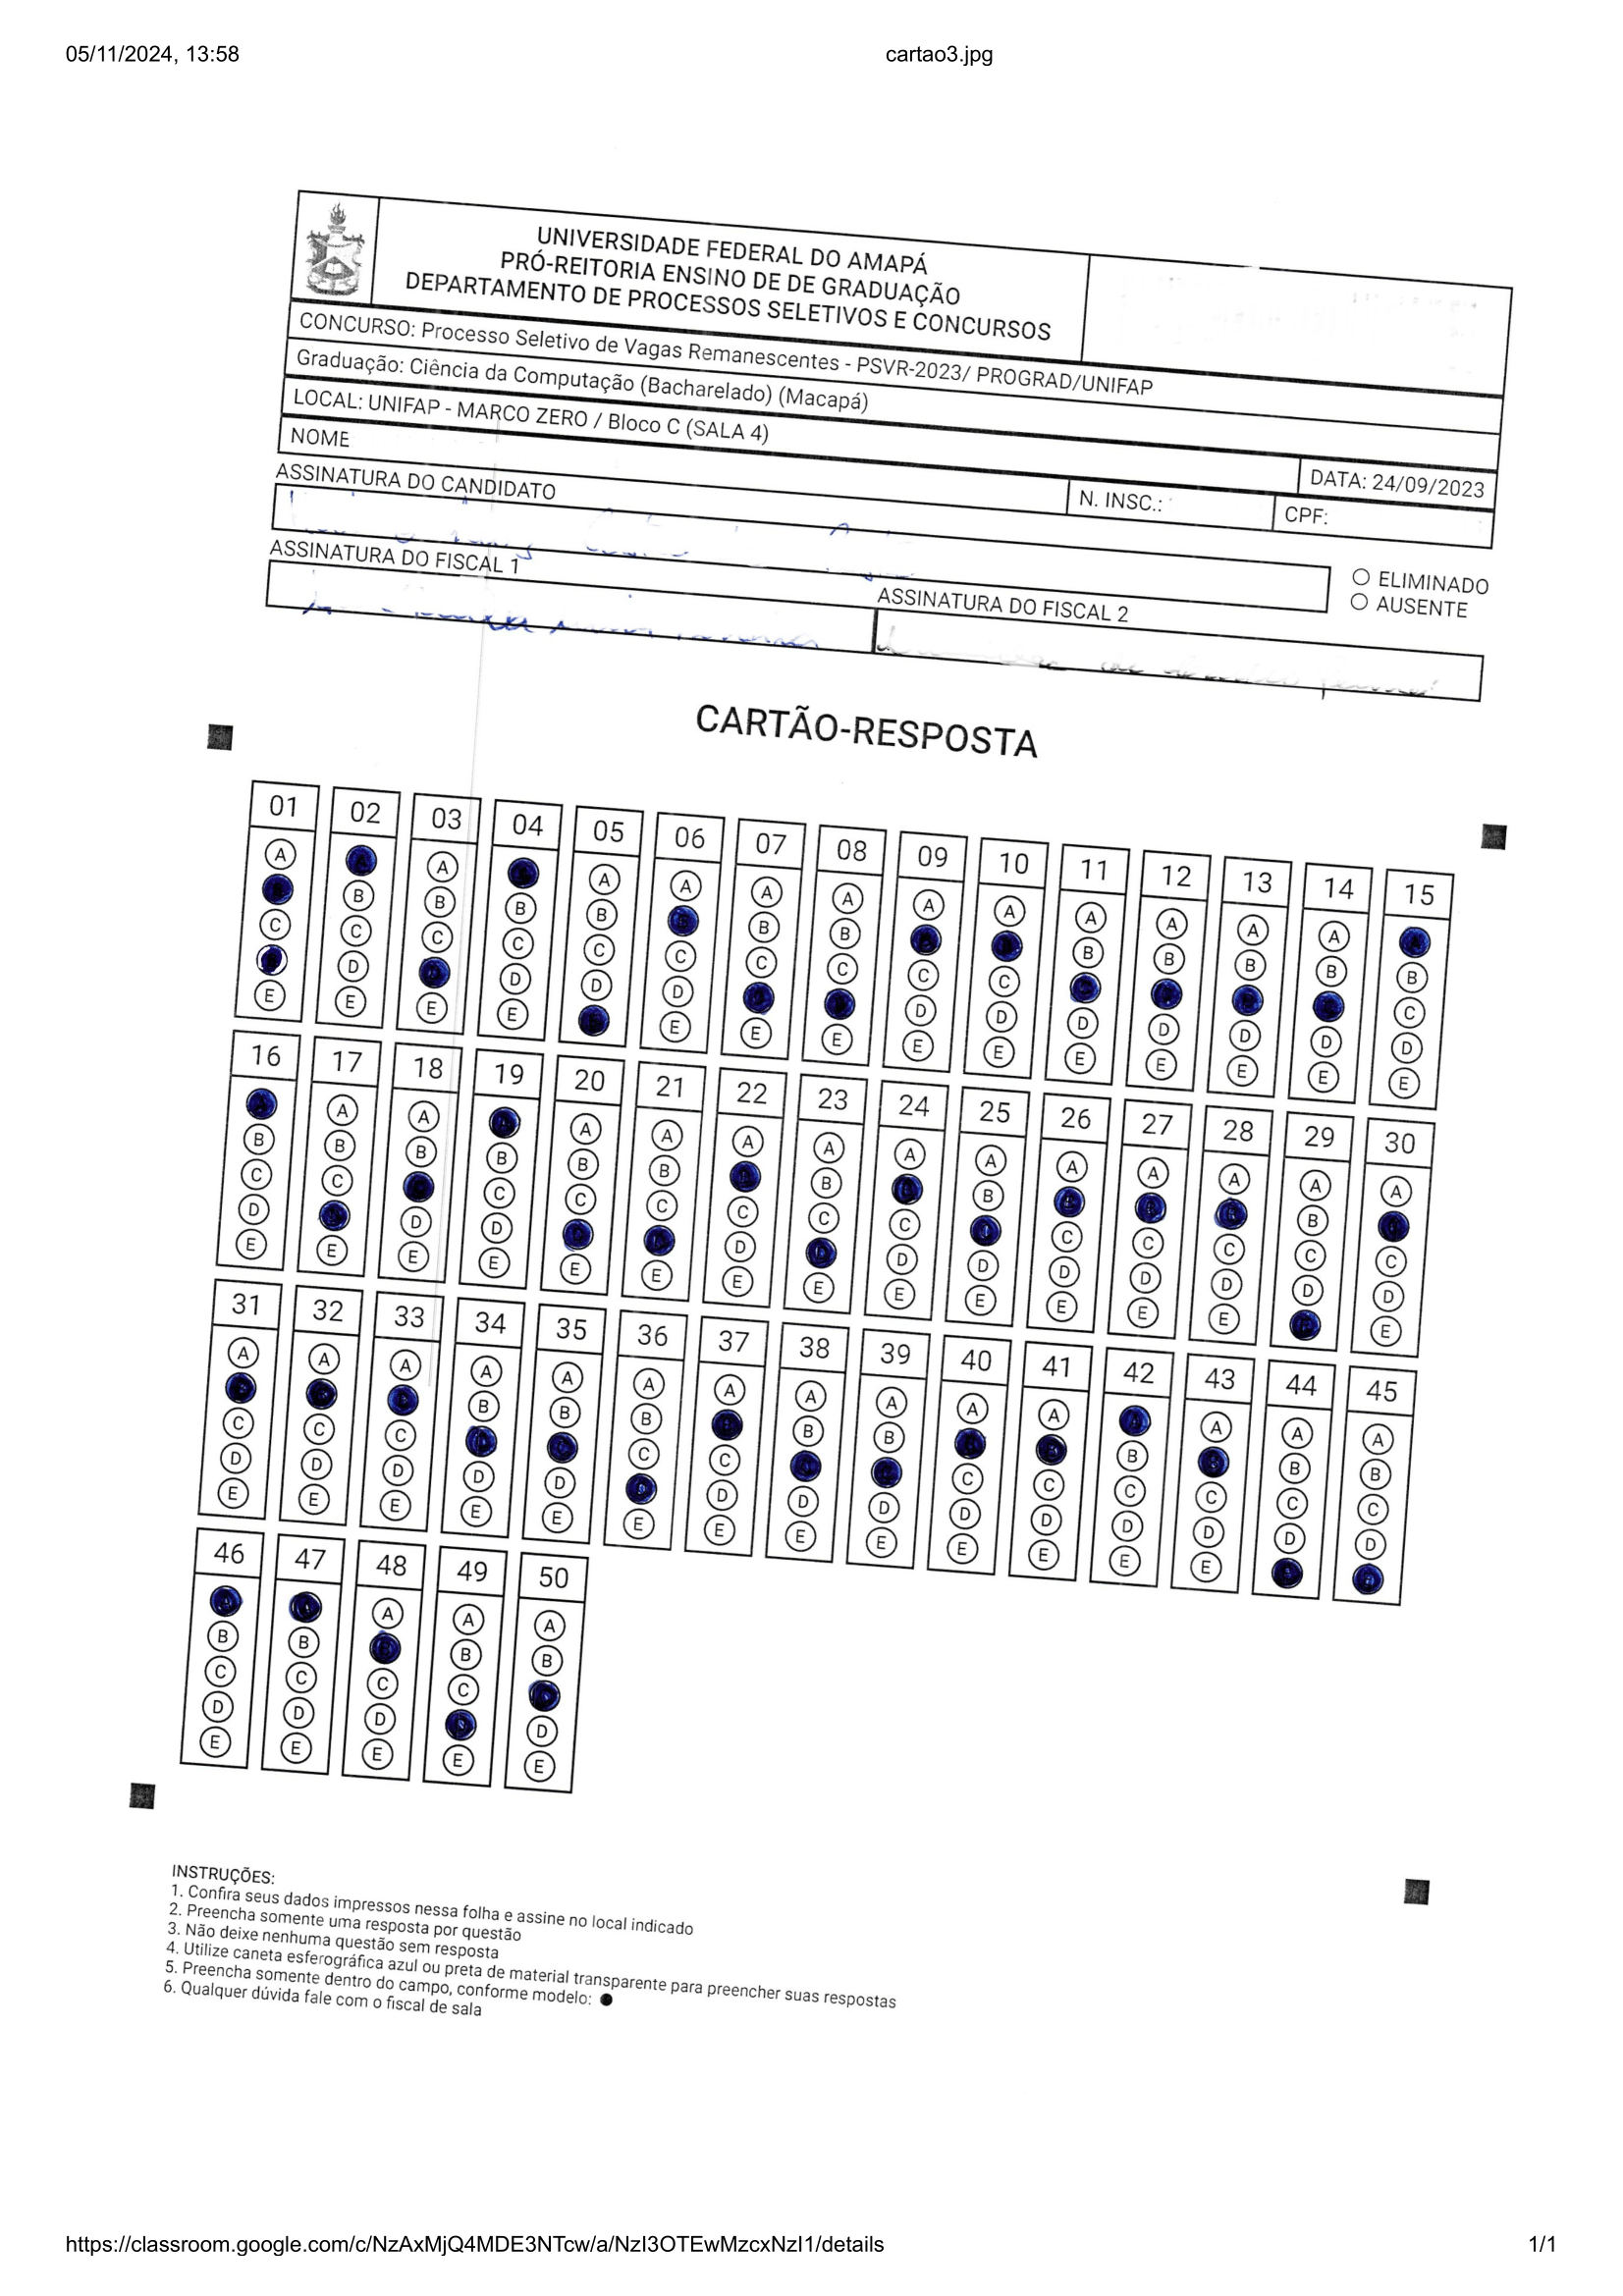 05/11/2024, 13:58 cartao3.jpg
UNIVERSIDADE FEDERAL DO AMAPÁ
PRÓ-REITORIA ENSINO DE DE GRADUAÇÃO
DEPARTAMENTO DE PROCESSOS SELETIVOS E CONCURSOS
CONCURSO: Processo Seletivo de Vagas Remanescentes - PSVR-2023/ PROGRAD/UNIFAP
Graduação: Ciência da Computação (Bacharelado) (Macapá)
LOCAL: UNIFAP - MARCO ZERO / Bloco C (SALA 4) DATA: 24/09/2023
NOME N. INSC.: CPF:
ASSINATURA DO CANDIDATO
ELIMINADO
AUSENTE
ASSINATURA DO FISCAL 1 ASSINATURA DO FISCAL 2
CARTÃO-RESPOSTA
01 02 03 04 05 06 07 08 09 10 11 12 13 14 15
A A A A A A A A A A A A
B B B B B B B B B B B
C C C C C C C C C C C
D D D D D D D D D D D
E E E E E E E E E E E E E E
16 17 18 19 20 21 22 23 24 25 26 27 28 29 30
A A A A A A A A A A A A A
B B B B B B B B B
C C C C C C C C C C C C C
D D D D D D D D D D D
E E E E E E E E E E E E E E
31 32 33 34 35 36 37 38 39 40 41 42 43 44 45
A A A A A A A A A A A A A A
B B B B B B B B
C C C C C C C C C C C
D D D D D D D D D D D D D D
E E E E E E E E E E E E E
46 47 48 49 50
A A A
B B B B
C C C C
D D D D
E E E E E
INSTRUÇÕES:
1. Confira seus dados impressos nessa folha e assine no local indicado
2. Preencha somente uma resposta por questão
3. Não deixe nenhuma questão sem resposta
4. Utilize caneta esferográfica azul ou preta de material transparente para preencher suas respostas
5. Preencha somente dentro do campo, conforme modelo:
6. Qualquer dúvida fale com o fiscal de sala
https://classroom.google.com/c/NzAxMjQ4MDE3NTcw/a/NzI3OTEwMzcxNzI1/details 1/1